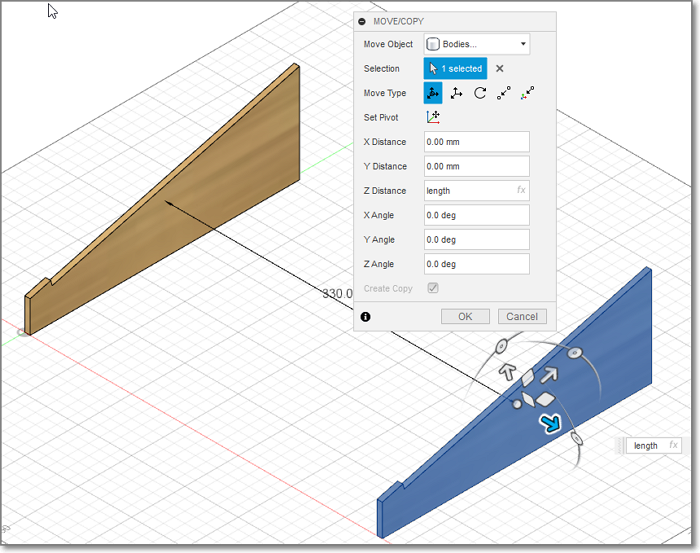 MOVE/COPY
Move Object Bodies...
Selection 1 selected
Move Type
Set Pivot
X Distance 0.00 mm
Y Distance 0.00 mm
Z Distance length fx
X Angle 0.0 deg
Y Angle 0.0 deg
Z Angle 0.0 deg
330.0
Create Copy
OK Cancel
length fx